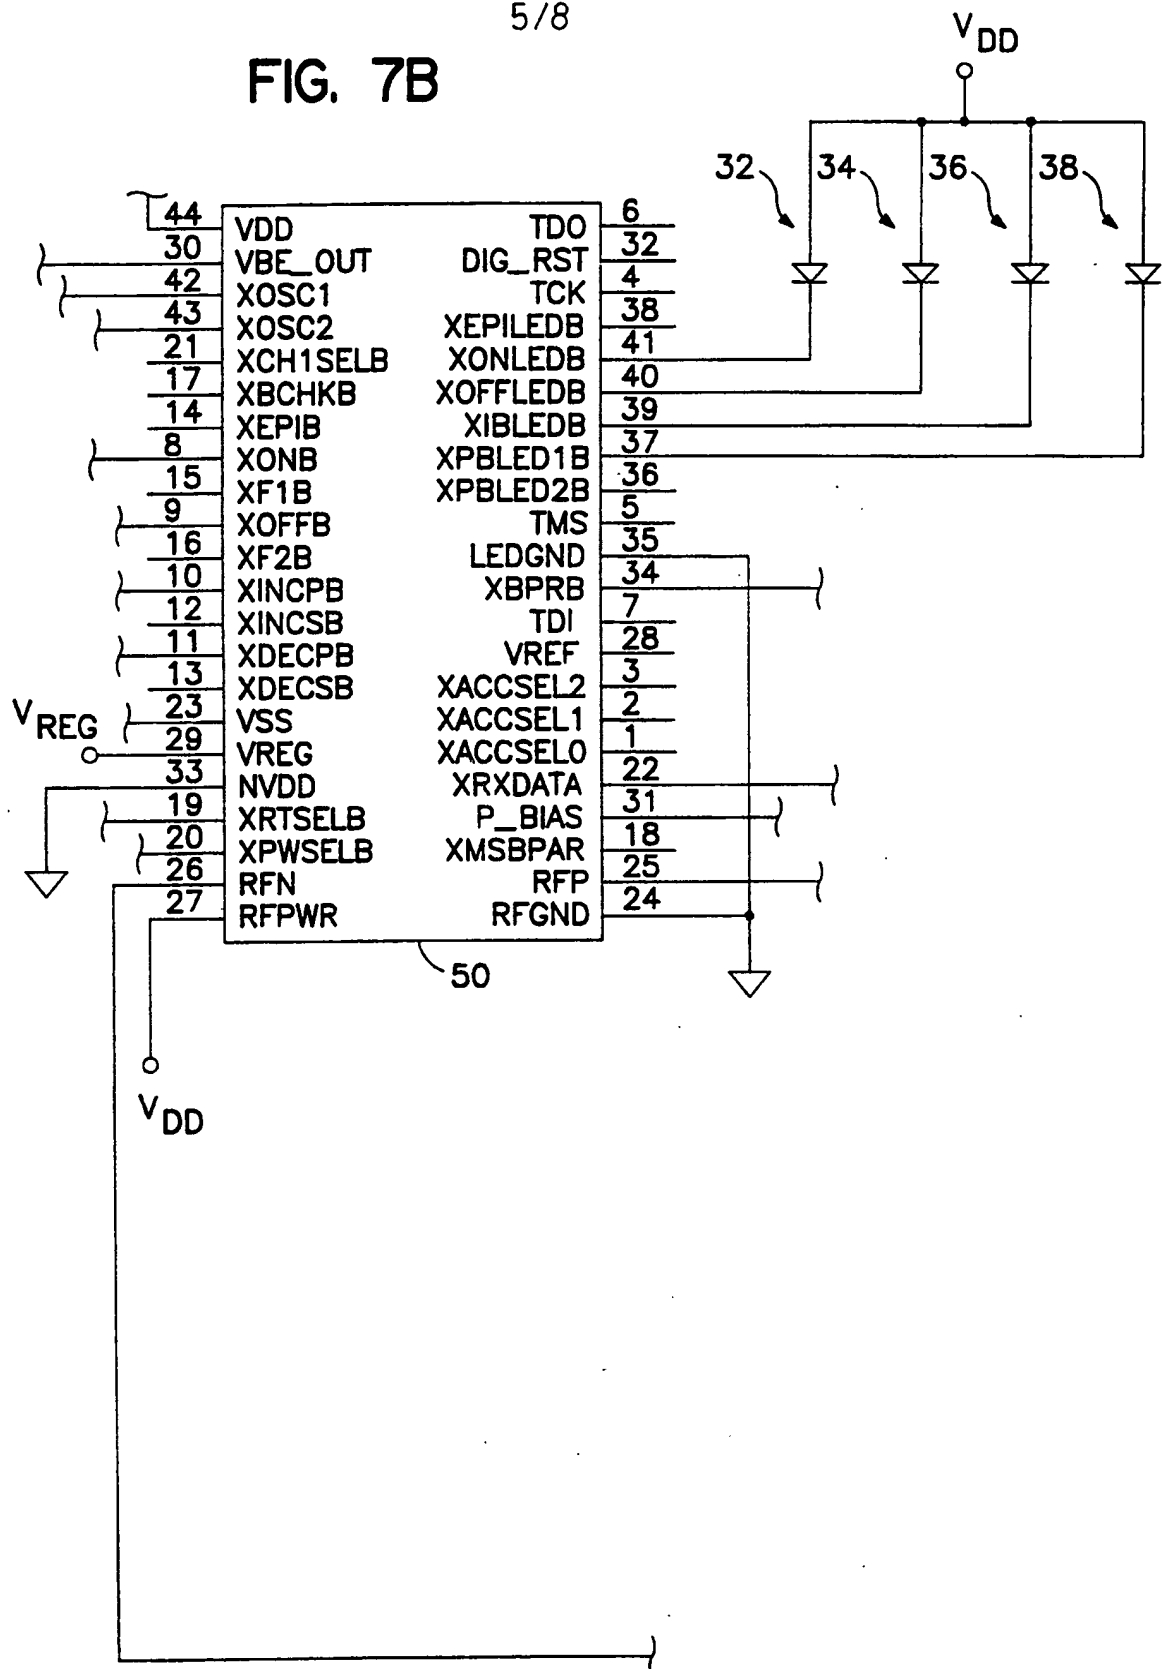 5/8
FIG. 7B
VDD
32 34 36 38
44 VDD TDO 6
30 VBE_OUT DIG_RST 32
42 XOSC1 TCK 4
43 XOSC2 XEPILEDB 38
21 XCH1SELB XONLEDB 41
17 XBCHKB XOFFLEDB 40
14 XEPIB XIBLEDB 39
8 XONB XPBLED1B 37
15 XF1B XPBLED2B 36
9 XOFFB TMS 5
16 XF2B LEDGND 35
10 XINCPB XBPRB 34
12 XINCSB TDI 7
11 XDECPB VREF 28
13 XDECSB XACCSEL2 3
23 VSS XACCSEL1 2
VREG 29 VREG XACCSEL0 1
33 NVDD XRXDATA 22
19 XRTSELB P_BIAS 31
20 XPWSELB XMSBPAR 18
26 RFN RFP 25
27 RFPWR RFGND 24
50
VDD